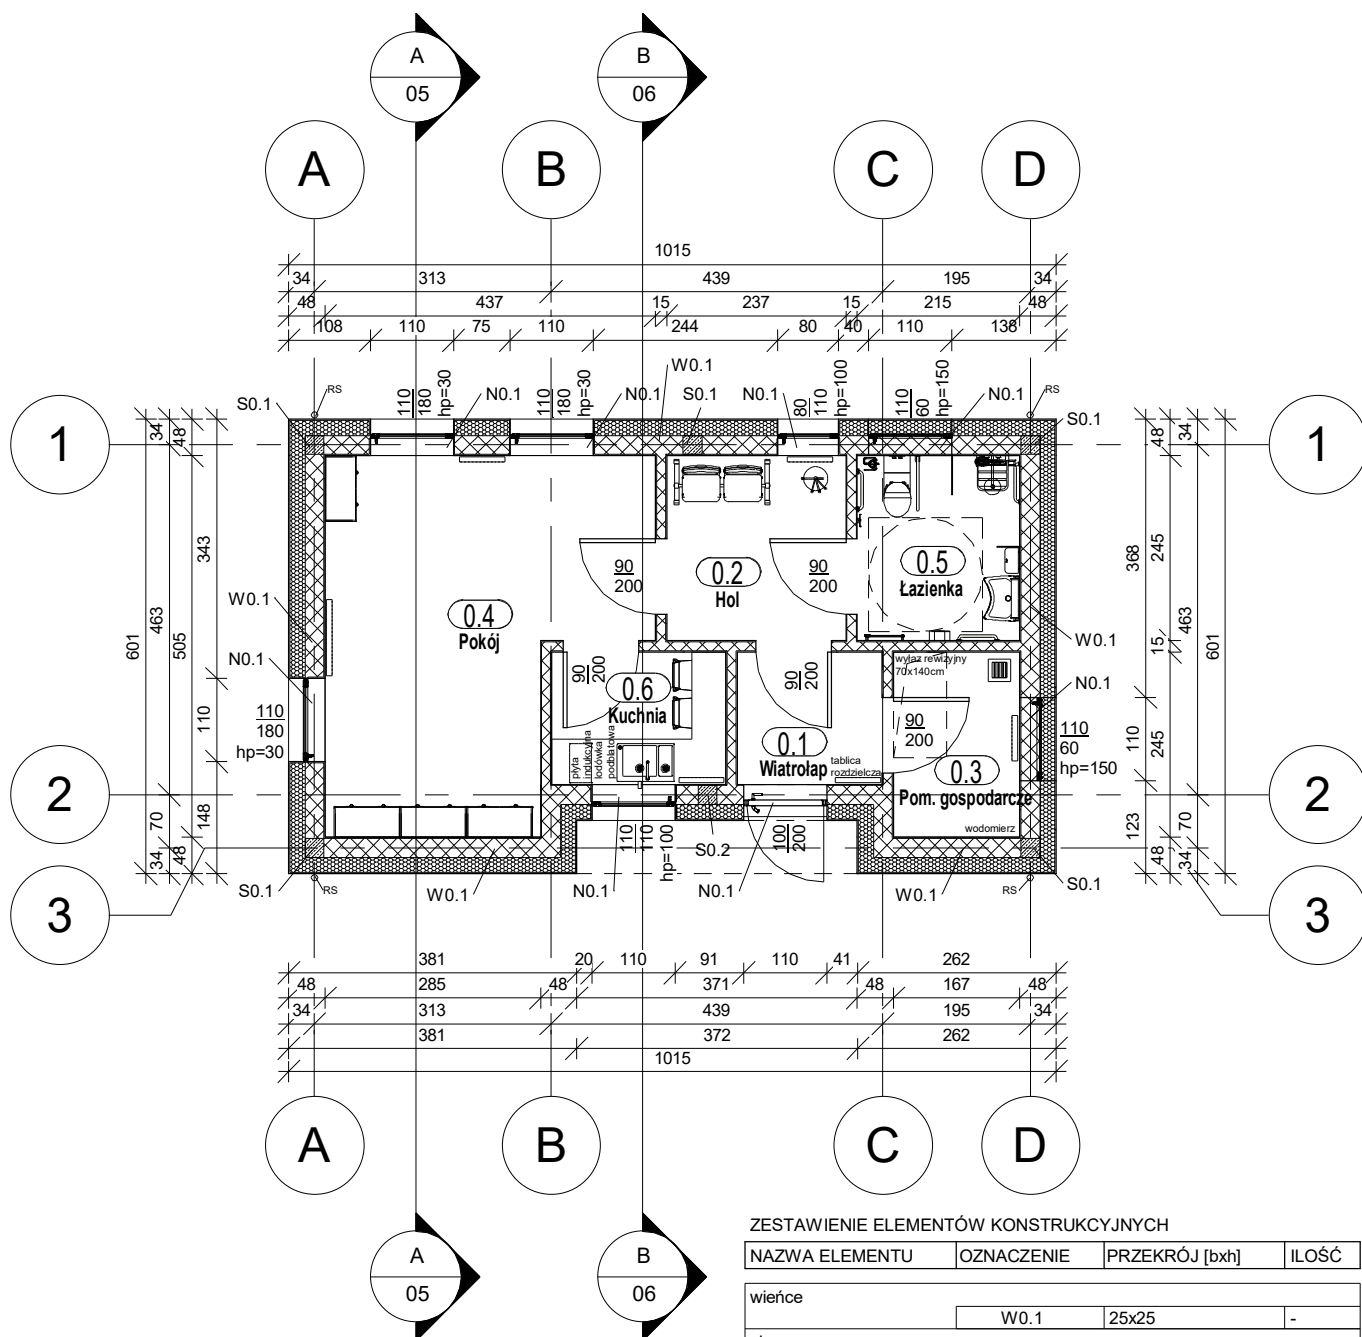 A
05
B
06
A
B
C
D
1015
34 313 439 195 34
48 437 15 237 15 215 48
108 110 75 110 244 80 40 110 138
W0.1
RS
110
180
hp=30
N0.1
110
180
hp=30
N0.1
S0.1
N0.1
80
110
hp=100
110
60
hp=150
N0.1
RS
S0.1
S0.1
1
1
34
48
343
463
505
601
110
148
70
34
48
W0.1
N0.1
110
180
hp=30
0.4
Pokój
90
200
0.2
Hol
90
200
0.5
Łazienka
90
200
0.6
Kuchnia
płyta
indukcyjna
lodówka
podblatowa
90
200
0.1
Wiatrołap
tablica
rozdzielcza
wyłaz rewizyjny
70x140cm
90
200
0.3
Pom. gospodarcze
wodomierz
W0.1
N0.1
110
60
hp=150
48
34
245
368
15
463
601
110
245
123
70
48
34
2
2
3
3
S0.1
RS
W0.1
N0.1
110
110
hp=100
S0.2
N0.1
100
200
W0.1
RS
S0.1
381 20 110 91 110 41 262
48 285 48 371 48 167 48
34 313 439 195 34
381 372 262
1015
A
B
C
D
A
05
B
06
ZESTAWIENIE ELEMENTÓW KONSTRUKCYJNYCH
NAZWA ELEMENTU OZNACZENIE PRZEKRÓJ [bxh] ILOŚĆ
wieńce
W0.1 25x25 -